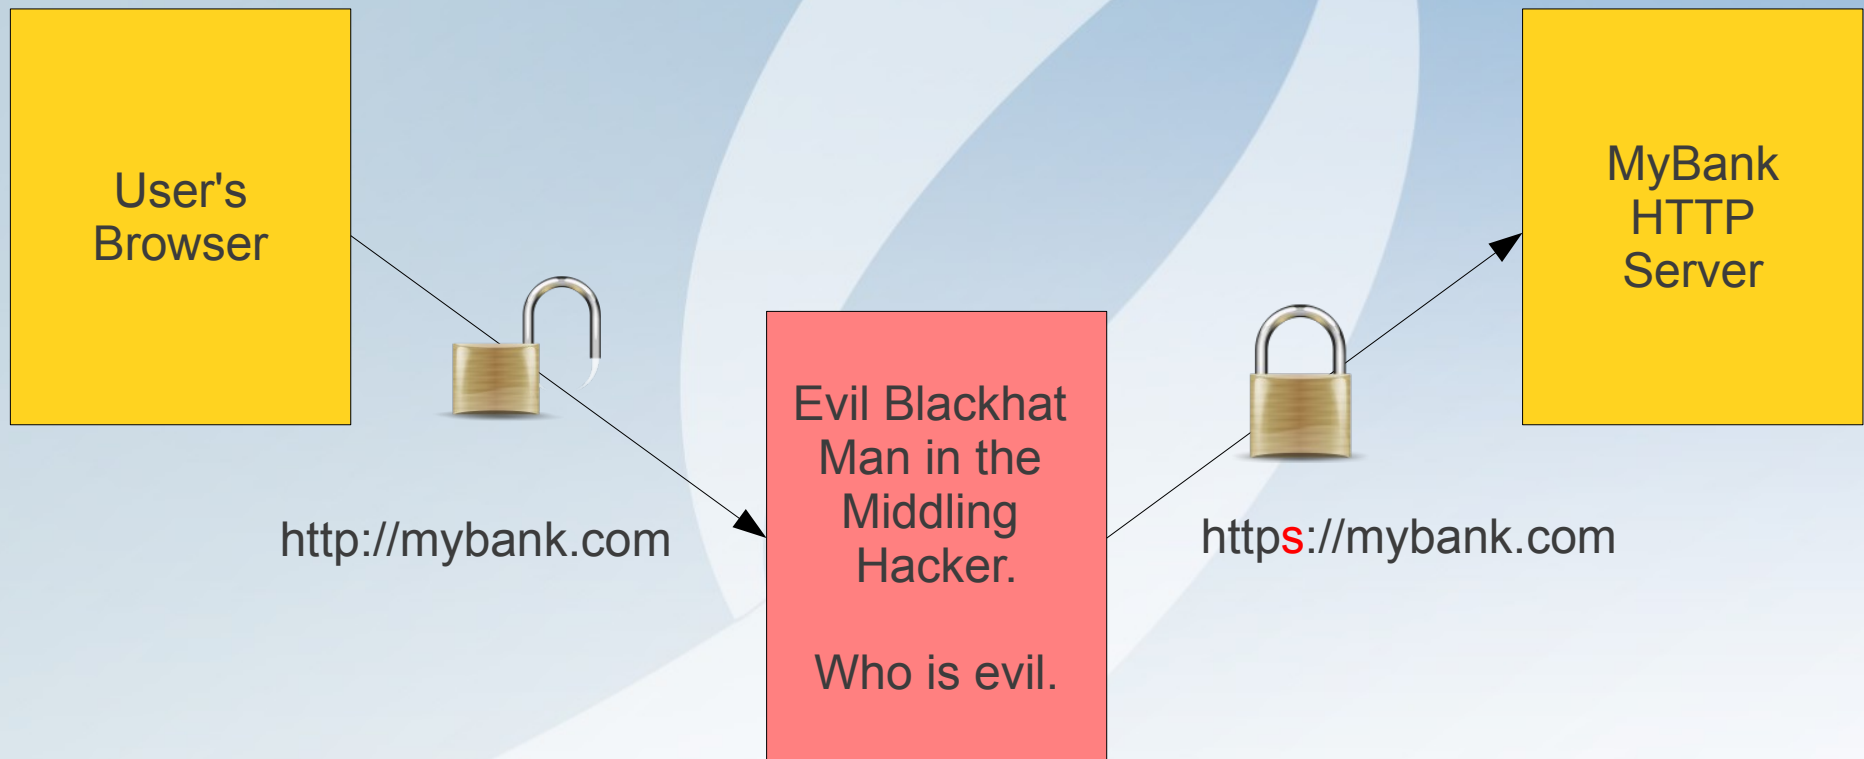 User's
Browser
http://mybank.com
Evil Blackhat
Man in the
Middling
Hacker.
Who is evil.
https://mybank.com
MyBank
HTTP
Server